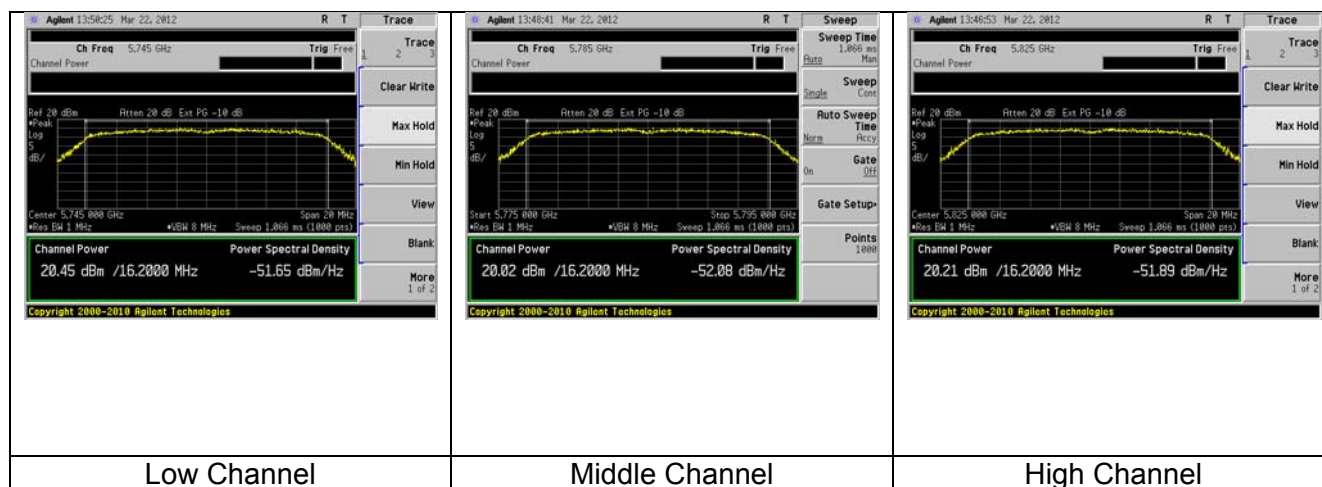 Agilent 13:50:25 Mar 22, 2012 R T Trace
Ch Freq 5.745 GHz Trig Free
Channel Power
Trace
1 2 3
Clear Write
Max Hold
Min Hold
View
Blank
More
1 of 2
Ref 20 dBm Atten 20 dB Ext PG -10 dB
*Peak
Log
5
dB/
Center 5.745 000 GHz Span 20 MHz
*Res BW 1 MHz *VBW 8 MHz Sweep 1.066 ms (1000 pts)
Channel Power Power Spectral Density
20.45 dBm /16.2000 MHz -51.65 dBm/Hz
Copyright 2000-2010 Agilent Technologies
Low Channel
Agilent 13:48:41 Mar 22, 2012 R T Sweep
Ch Freq 5.785 GHz Trig Free
Channel Power
Sweep Time
1.066 ms
Auto Man
Sweep
Single Cont
Auto Sweep
Time
Norm Accy
Gate
On Off
Gate Setup
Points
1000
Ref 20 dBm Atten 20 dB Ext PG -10 dB
*Peak
Log
5
dB/
Start 5.775 000 GHz Stop 5.795 000 GHz
*Res BW 1 MHz *VBW 8 MHz Sweep 1.066 ms (1000 pts)
Channel Power Power Spectral Density
20.02 dBm /16.2000 MHz -52.08 dBm/Hz
Copyright 2000-2010 Agilent Technologies
Middle Channel
Agilent 13:46:53 Mar 22, 2012 R T Trace
Ch Freq 5.825 GHz Trig Free
Channel Power
Trace
1 2 3
Clear Write
Max Hold
Min Hold
View
Blank
More
1 of 2
Ref 20 dBm Atten 20 dB Ext PG -10 dB
*Peak
Log
5
dB/
Center 5.825 000 GHz Span 20 MHz
*Res BW 1 MHz *VBW 8 MHz Sweep 1.066 ms (1000 pts)
Channel Power Power Spectral Density
20.21 dBm /16.2000 MHz -51.89 dBm/Hz
Copyright 2000-2010 Agilent Technologies
High Channel